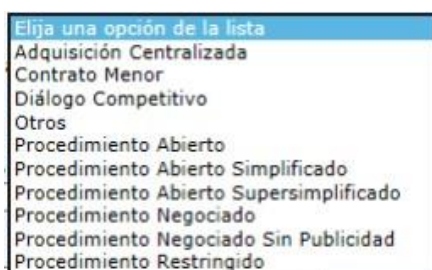 Elija una opción de la lista
Adquisición Centralizada
Contrato Menor
Diálogo Competitivo
Otros
Procedimiento Abierto
Procedimiento Abierto Simplificado
Procedimiento Abierto Supersimplificado
Procedimiento Negociado
Procedimiento Negociado Sin Publicidad
Procedimiento Restringido